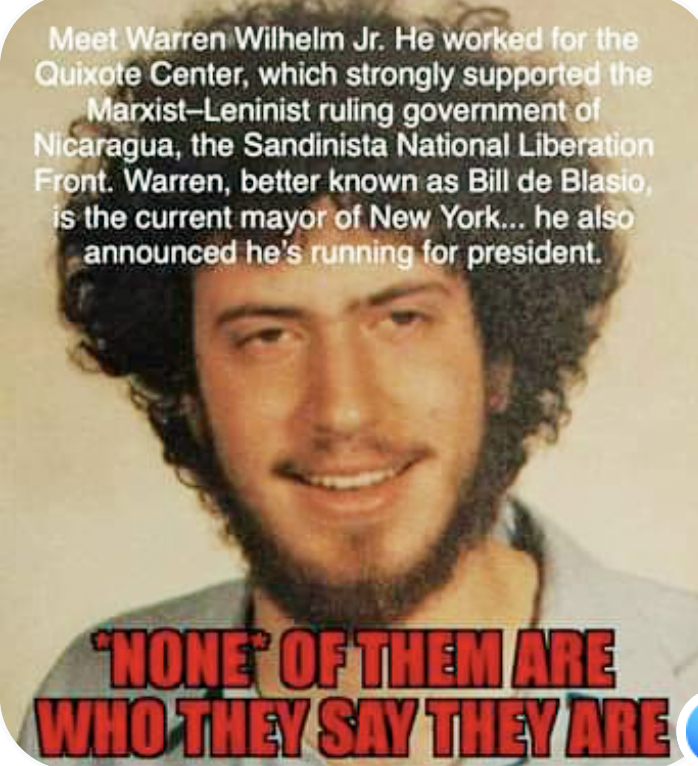 Meet Warren Wilhelm Jr. He worked for the
Quixote Center, which strongly supported the
Marxist–Leninist ruling government of
Nicaragua, the Sandinista National Liberation
Front. Warren, better known as Bill de Blasio,
is the current mayor of New York... he also
announced he's running for president.
*NONE* OF THEM ARE
WHO THEY SAY THEY ARE